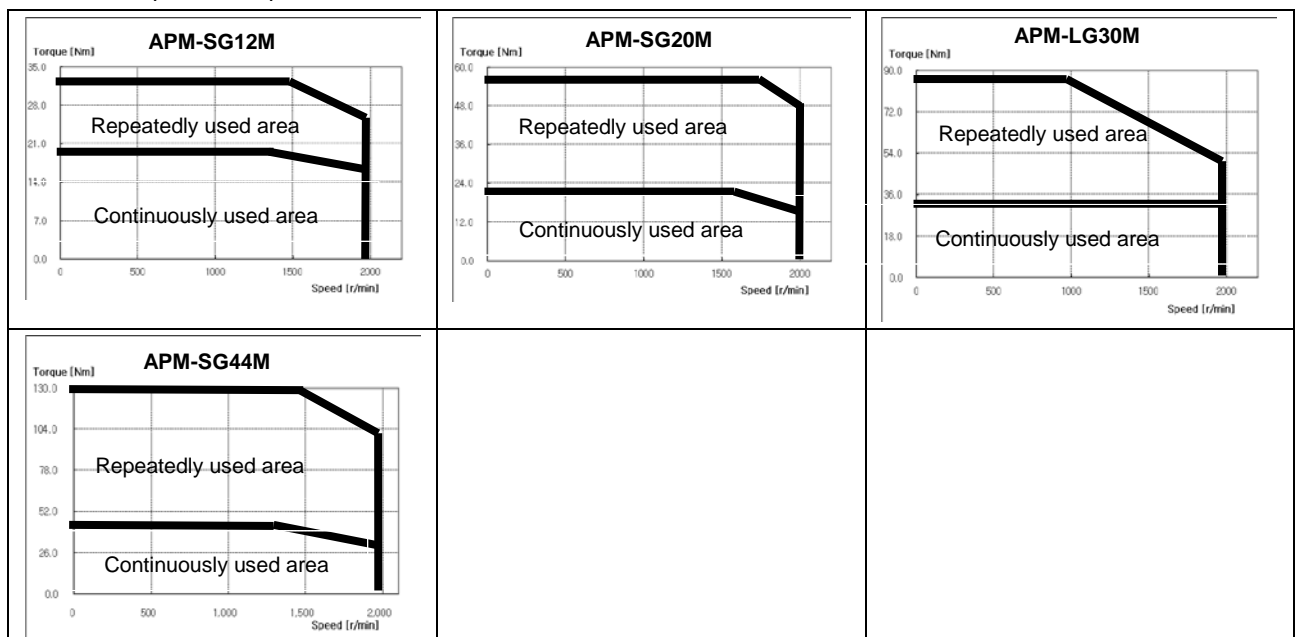 APM-SG12M
Torque [Nm]
35.0
28.0
Repeatedly used area
21.0
14.0
Continuously used area
7.0
0.0
0 500 1000 1500 2000
Speed [r/min]
APM-SG20M
Torque [Nm]
60.0
48.0
Repeatedly used area
36.0
24.0
Continuously used area
12.0
0.0
0 500 1000 1500 2000
Speed [r/min]
APM-LG30M
Torque [Nm]
90.0
72.0
Repeatedly used area
54.0
36.0
Continuously used area
18.0
0.0
0 500 1000 1500 2000
Speed [r/min]
APM-SG44M
Torque [Nm]
130.0
104.0
Repeatedly used area
78.0
52.0
26.0
Continuously used area
0.0
0 500 1,000 1,500 2,000
Speed [r/min]